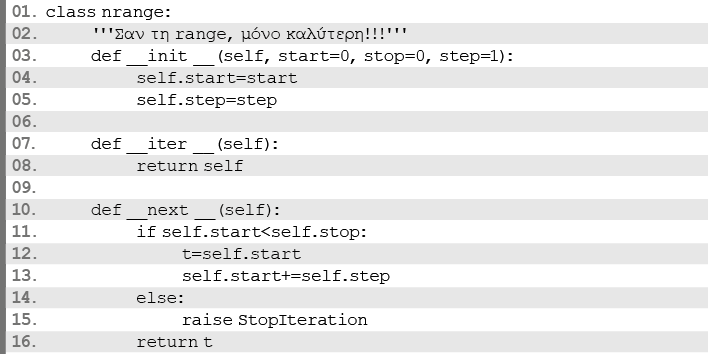 01. class nrange:
02. '''Σαν τη range, μόνο καλύτερη!!!'''
03. def __init __(self, start=0, stop=0, step=1):
04. self.start=start
05. self.step=step
06.
07. def __iter __(self):
08. return self
09.
10. def __next __(self):
11. if self.start<self.stop:
12. t=self.start
13. self.start+=self.step
14. else:
15. raise StopIteration
16. return t